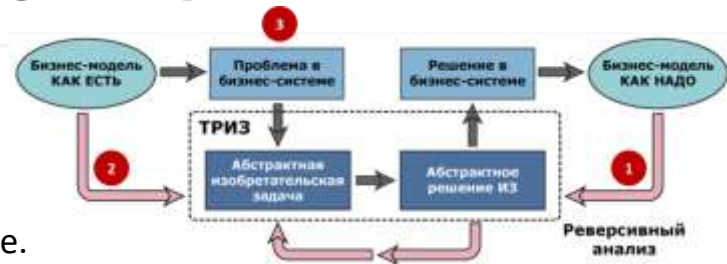 3
Бизнес-модель
КАК ЕСТЬ
Проблема в
бизнес-системе
Решение в
бизнес-системе
Бизнес-модель
КАК НАДО
ТРИЗ
2
Абстрактная
изобретательская
задача
Абстрактное
решение ИЗ
1
е.
Реверсивный
анализ